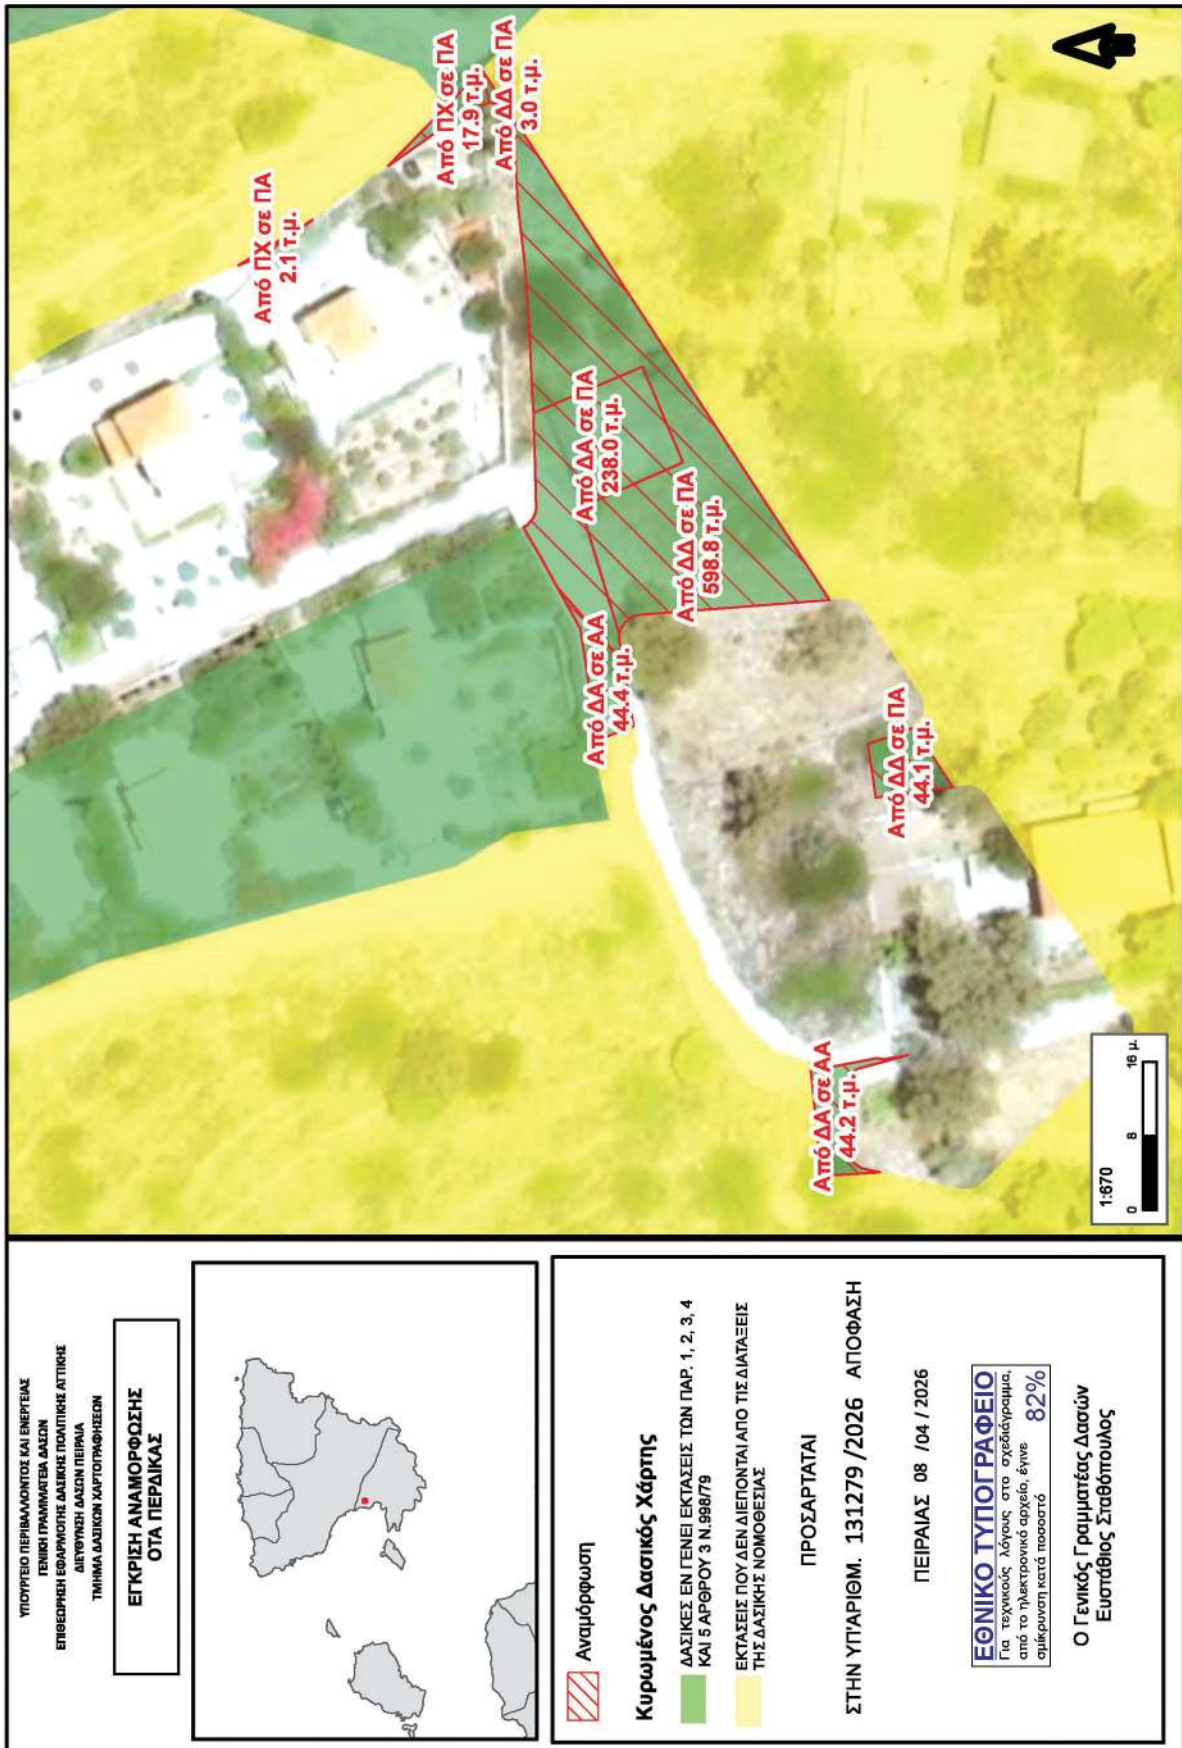 ΥΠΟΥΡΓΕΙΟ ΠΕΡΙΒΑΛΛΟΝΤΟΣ ΚΑΙ ΕΝΕΡΓΕΙΑΣ
ΓΕΝΙΚΗ ΓΡΑΜΜΑΤΕΙΑ ΔΑΣΩΝ
ΕΠΙΘΕΩΡΗΣΗ ΕΦΑΡΜΟΓΗΣ ΔΑΣΙΚΗΣ ΠΟΛΙΤΙΚΗΣ ΑΤΤΙΚΗΣ
ΔΙΕΥΘΥΝΣΗ ΔΑΣΩΝ ΠΕΙΡΑΙΑ
ΤΜΗΜΑ ΔΑΣΙΚΩΝ ΧΑΡΤΟΓΡΑΦΗΣΕΩΝ
ΕΓΚΡΙΣΗ ΑΝΑΜΟΡΦΩΣΗΣ
ΟΤΑ ΠΕΡΔΙΚΑΣ
Αναμόρφωση
Κυρωμένος Δασικός Χάρτης
ΔΑΣΙΚΕΣ ΕΝ ΓΕΝΕΙ ΕΚΤΑΣΕΙΣ ΤΩΝ ΠΑΡ. 1, 2, 3, 4
ΚΑΙ 5 ΑΡΘΡΟΥ 3 Ν.998/79
ΕΚΤΑΣΕΙΣ ΠΟΥ ΔΕΝ ΔΙΕΠΟΝΤΑΙ ΑΠΟ ΤΙΣ ΔΙΑΤΑΞΕΙΣ
ΤΗΣ ΔΑΣΙΚΗΣ ΝΟΜΟΘΕΣΙΑΣ
ΠΡΟΣΑΡΤΑΤΑΙ
ΣΤΗΝ ΥΠ'ΑΡΙΘΜ. 131279 /2026 ΑΠΟΦΑΣΗ
ΠΕΙΡΑΙΑΣ 08 /04 / 2026
ΕΘΝΙΚΟ ΤΥΠΟΓΡΑΦΕΙΟ
Για τεχνικούς λόγους στο σχεδιάγραμμα,
από το ηλεκτρονικό αρχείο, έγινε
σμίκρυνση κατά ποσοστό 82%
Ο Γενικός Γραμματέας Δασών
Ευστάθιος Σταθόπουλος
Από ΠΧ σε ΠΑ
2.1 τ.μ.
Από ΠΧ σε ΠΑ
17.9 τ.μ.
Από ΔΔ σε ΠΑ
3.0 τ.μ.
Από ΔΑ σε ΠΑ
238.0 τ.μ.
Από ΔΔ σε ΠΑ
598.8 τ.μ.
Από ΔΑ σε ΑΑ
44.4 τ.μ.
Από ΔΔ σε ΠΑ
44.1 τ.μ.
Από ΔΑ σε ΑΑ
44.2 τ.μ.
1:670
0 8 16 μ.